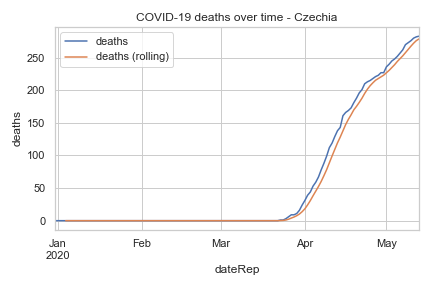 COVID-19 deaths over time - Czechia
deaths
deaths (rolling)
deaths
250
200
150
100
50
0
Jan Feb Mar Apr May
2020
dateRep